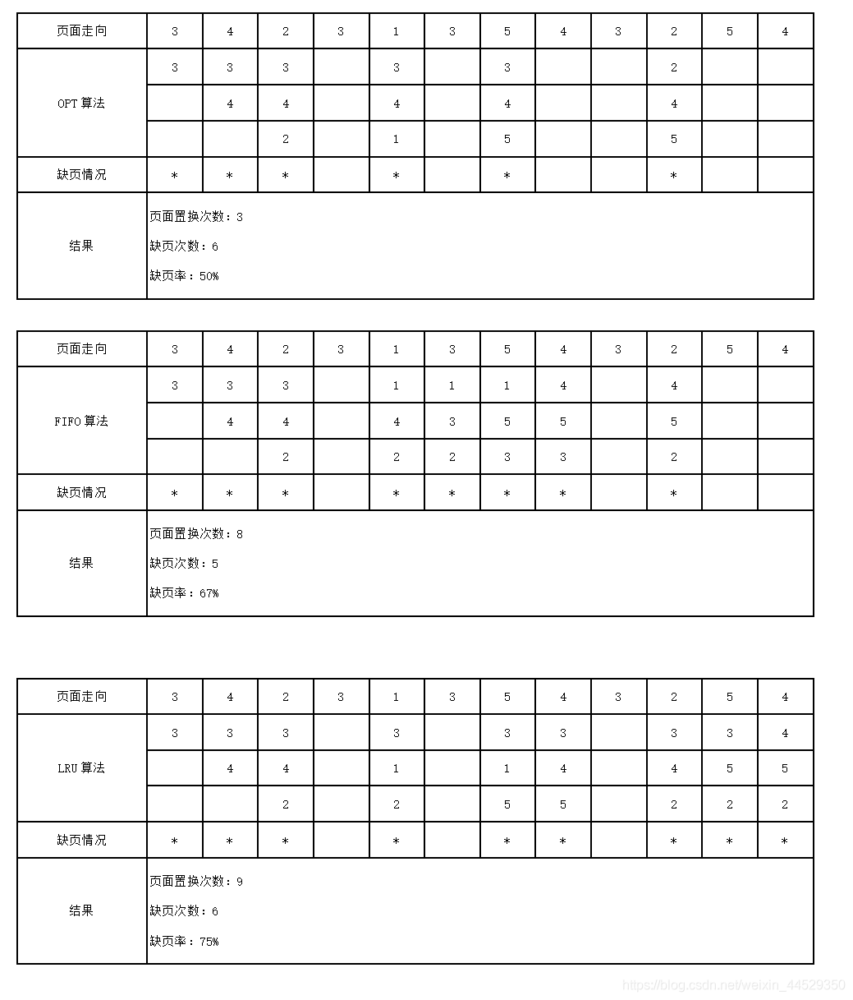 页面走向 3 4 2 3 1 3 5 4 3 2 5 4
3 3 3 3 3 2
OPT 算法 4 4 4 4 4
2 1 5 5
缺页情况 * * * * * *
结果
页面置换次数：3
缺页次数：6
缺页率：50%
页面走向 3 4 2 3 1 3 5 4 3 2 5 4
3 3 3 1 1 1 4 4
FIFO 算法 4 4 4 3 5 5 5
2 2 2 3 3 2
缺页情况 * * * * * * * *
结果
页面置换次数：8
缺页次数：5
缺页率：67%
页面走向 3 4 2 3 1 3 5 4 3 2 5 4
3 3 3 3 3 3 3 3 4
LRU 算法 4 4 1 1 4 4 5 5
2 2 5 5 2 2 2
缺页情况 * * * * * * * * *
结果
页面置换次数：9
缺页次数：6
缺页率：75%
https://blog.csdn.net/weixin_44529350